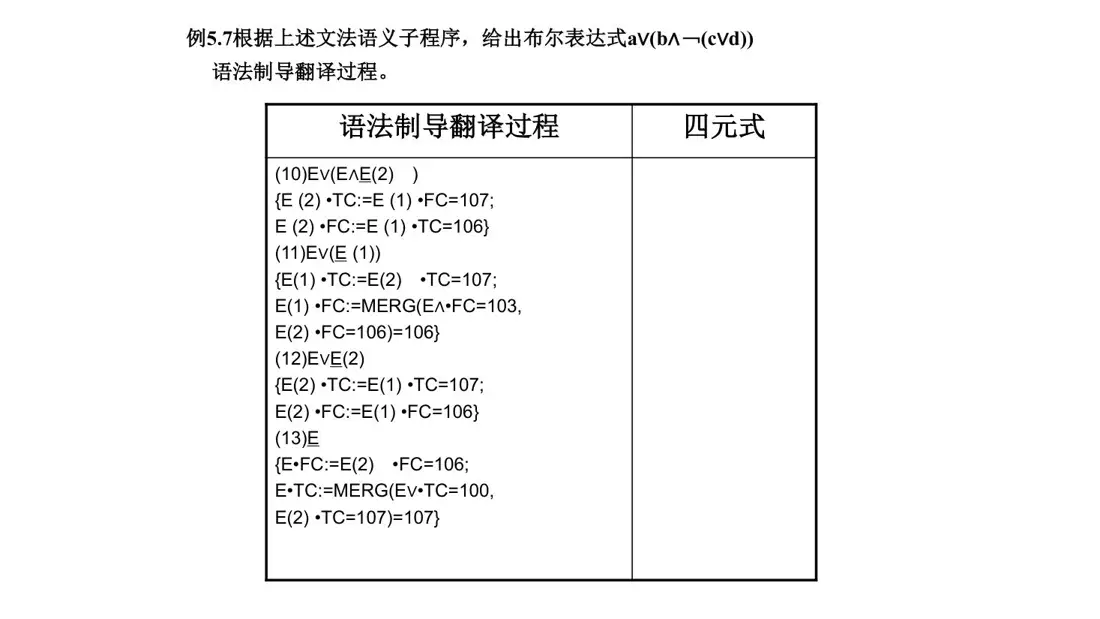 例5.7根据上述文法语义子程序，给出布尔表达式a∨(b∧￢(c∨d))
语法制导翻译过程。
语法制导翻译过程
四元式
(10)E∨(E∧E(2) )
{E (2) •TC:=E (1) •FC=107;
E (2) •FC:=E (1) •TC=106}
(11)E∨(E (1))
{E(1) •TC:=E(2) •TC=107;
E(1) •FC:=MERG(E∧•FC=103,
E(2) •FC=106)=106}
(12)E∨E(2)
{E(2) •TC:=E(1) •TC=107;
E(2) •FC:=E(1) •FC=106}
(13)E
{E•FC:=E(2) •FC=106;
E•TC:=MERG(E∨•TC=100,
E(2) •TC=107)=107}